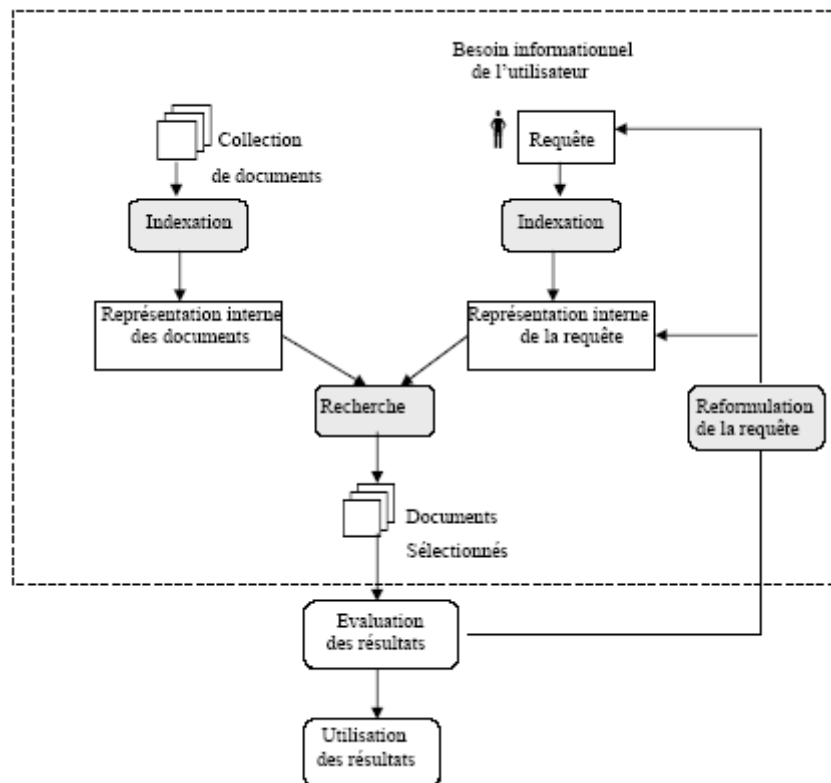 Besoin informationnel
de l’utilisateur
Collection
de documents
Requête
Indexation
Indexation
Représentation interne
des documents
Représentation interne
de la requête
Recherche
Reformulation
de la requête
Documents
Sélectionnés
Evaluation
des résultats
Utilisation
des résultats